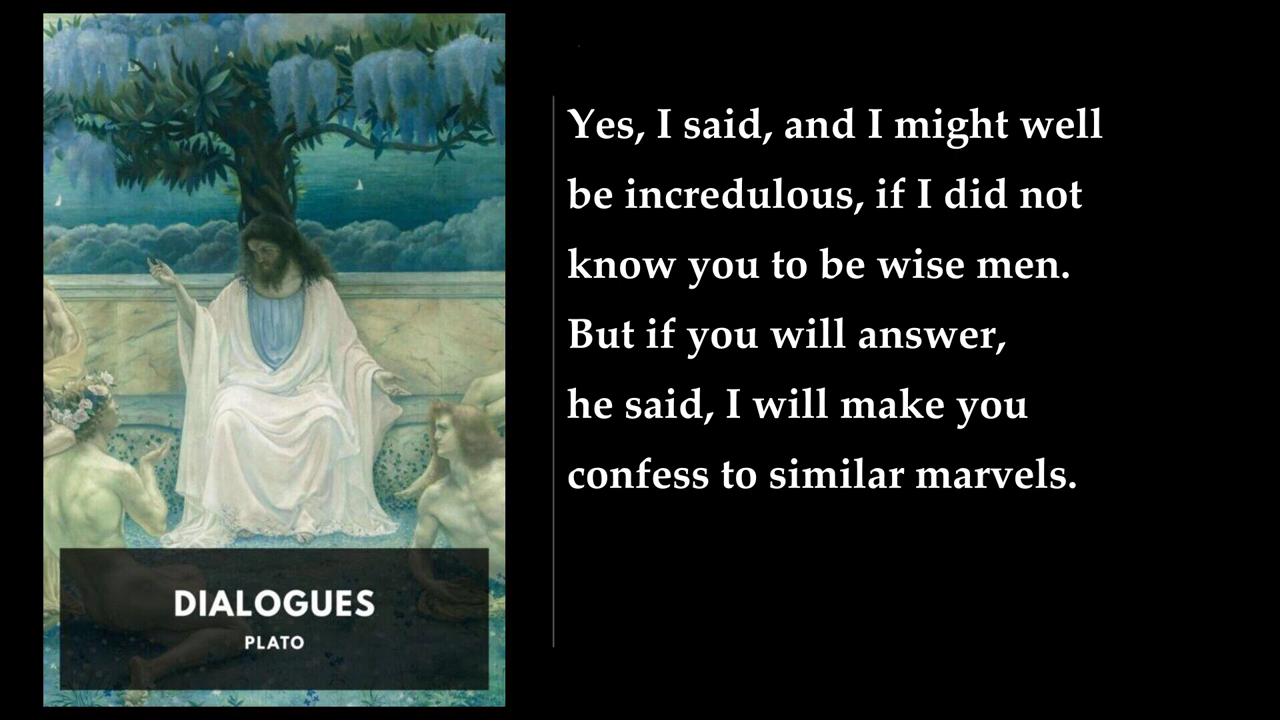 Yes, I said, and I might well
be incredulous, if I did not
know you to be wise men.
But if you will answer,
he said, I will make you
confess to similar marvels.
DIALOGUES
PLATO